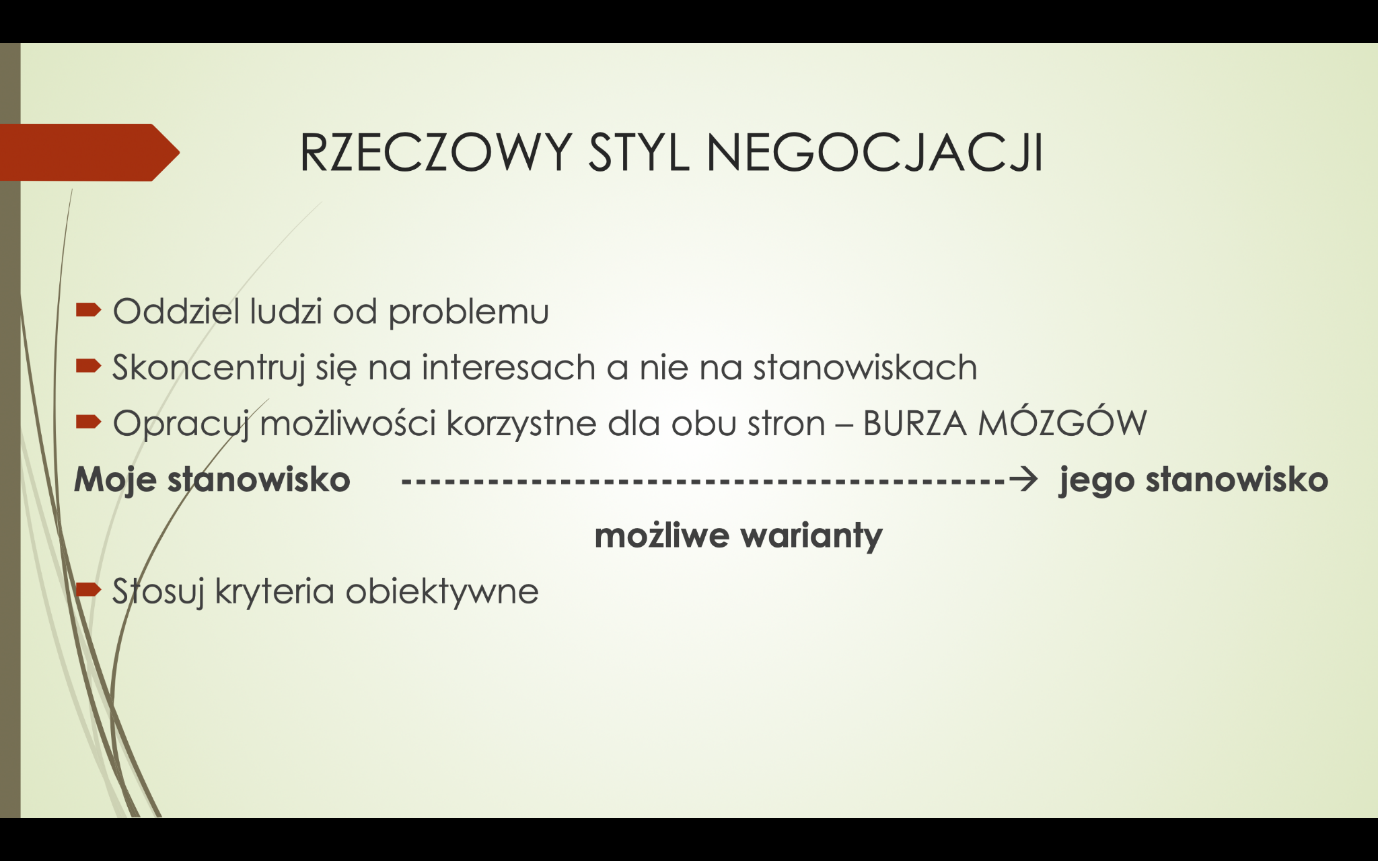 RZECZOWY STYL NEGOCJACJI
Oddziel ludzi od problemu
Skoncentruj się na interesach a nie na stanowiskach
Opracuj możliwości korzystne dla obu stron – BURZA MÓZGÓW
Moje stanowisko ------------------------------------------→ jego stanowisko
możliwe warianty
Stosuj kryteria obiektywne